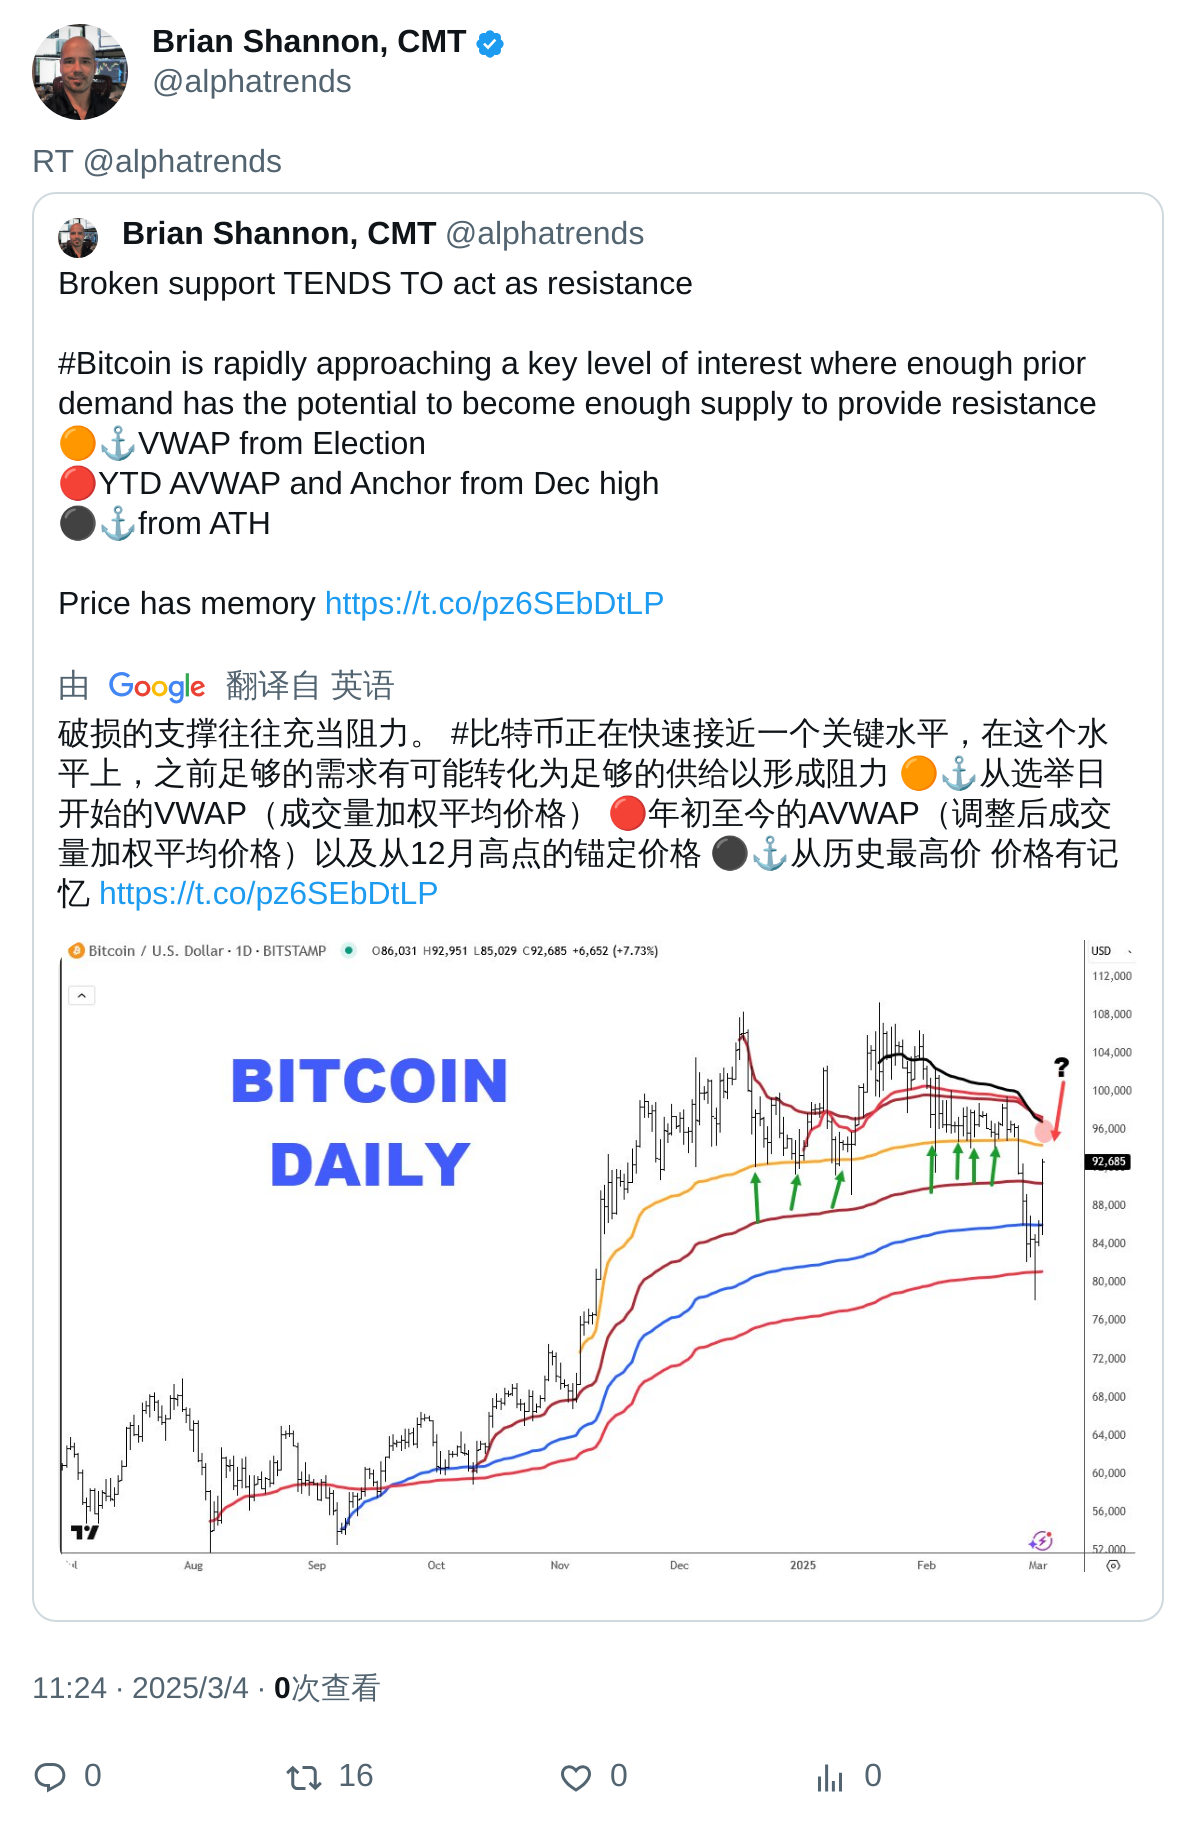 Brian Shannon, CMT
@alphatrends
RT @alphatrends
Brian Shannon, CMT @alphatrends
Broken support TENDS TO act as resistance
#Bitcoin is rapidly approaching a key level of interest where enough prior
demand has the potential to become enough supply to provide resistance
🟠⚓VWAP from Election
🔴YTD AVWAP and Anchor from Dec high
⚫⚓from ATH
Price has memory https://t.co/pz6SEbDtLP
由 Google 翻译自 英语
破损的支撑往往充当阻力。 #比特币正在快速接近一个关键水平，在这个水
平上，之前足够的需求有可能转化为足够的供给以形成阻力 🟠⚓从选举日
开始的VWAP（成交量加权平均价格） 🔴年初至今的AVWAP（调整后成交
量加权平均价格）以及从12月高点的锚定价格 ⚫⚓从历史最高价 价格有记
忆 https://t.co/pz6SEbDtLP
Bitcoin / U.S. Dollar · 1D · BITSTAMP O86,031 H92,951 L85,029 C92,685 +6,652 (+7.73%)
USD
112,000
108,000
104,000
?
100,000
96,000
92,685
88,000
84,000
80,000
76,000
72,000
68,000
64,000
60,000
56,000
52,000
BITCOIN
DAILY
Aug Sep Oct Nov Dec 2025 Feb Mar
11:24 · 2025/3/4 · 0次查看
0 16 0 0